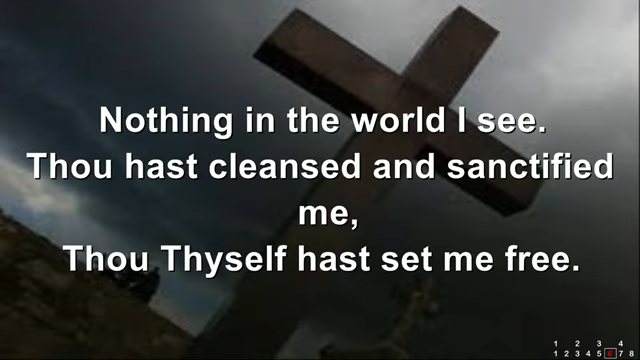 Nothing in the world I see.
Thou hast cleansed and sanctified
me,
Thou Thyself hast set me free.
1 2 3 4
1 2 3 4 5 6 7 8